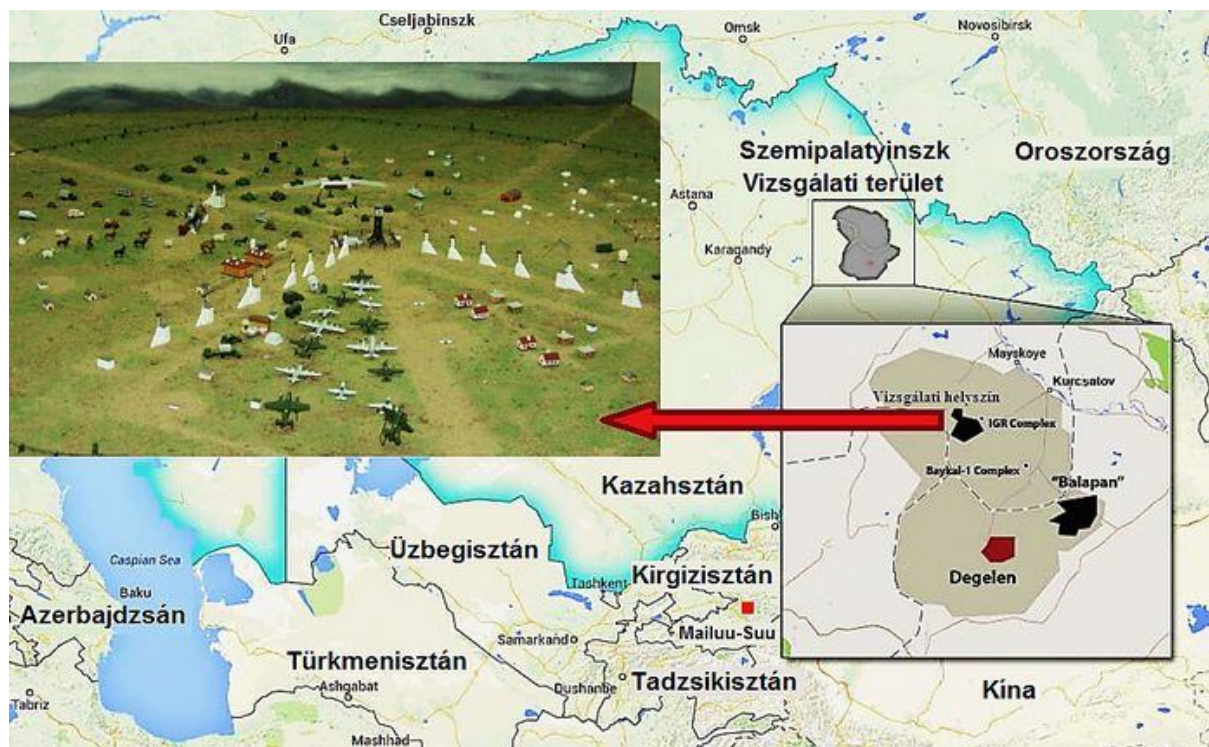 Cseljabinszk
Ufa
Omsk
Novosibirsk
Szemipalatyinszk
Vizsgálati terület
Oroszország
Astana
Karagandy
Mayskoye
Kurcsatov
Vizsgálati helyszín
IGR Complex
Baykal-1 Complex
"Balapan"
Degelen
Kazahsztán
Bish
Üzbegisztán
Caspian Sea
Baku
Azerbajdzsán
Tashkent
Kirgizisztán
Mailuu-Suu
Samarkand
Türkmenisztán
Ashgabat
Dushanbe
Tadzsikisztán
Kína
Tabriz
Mashhad